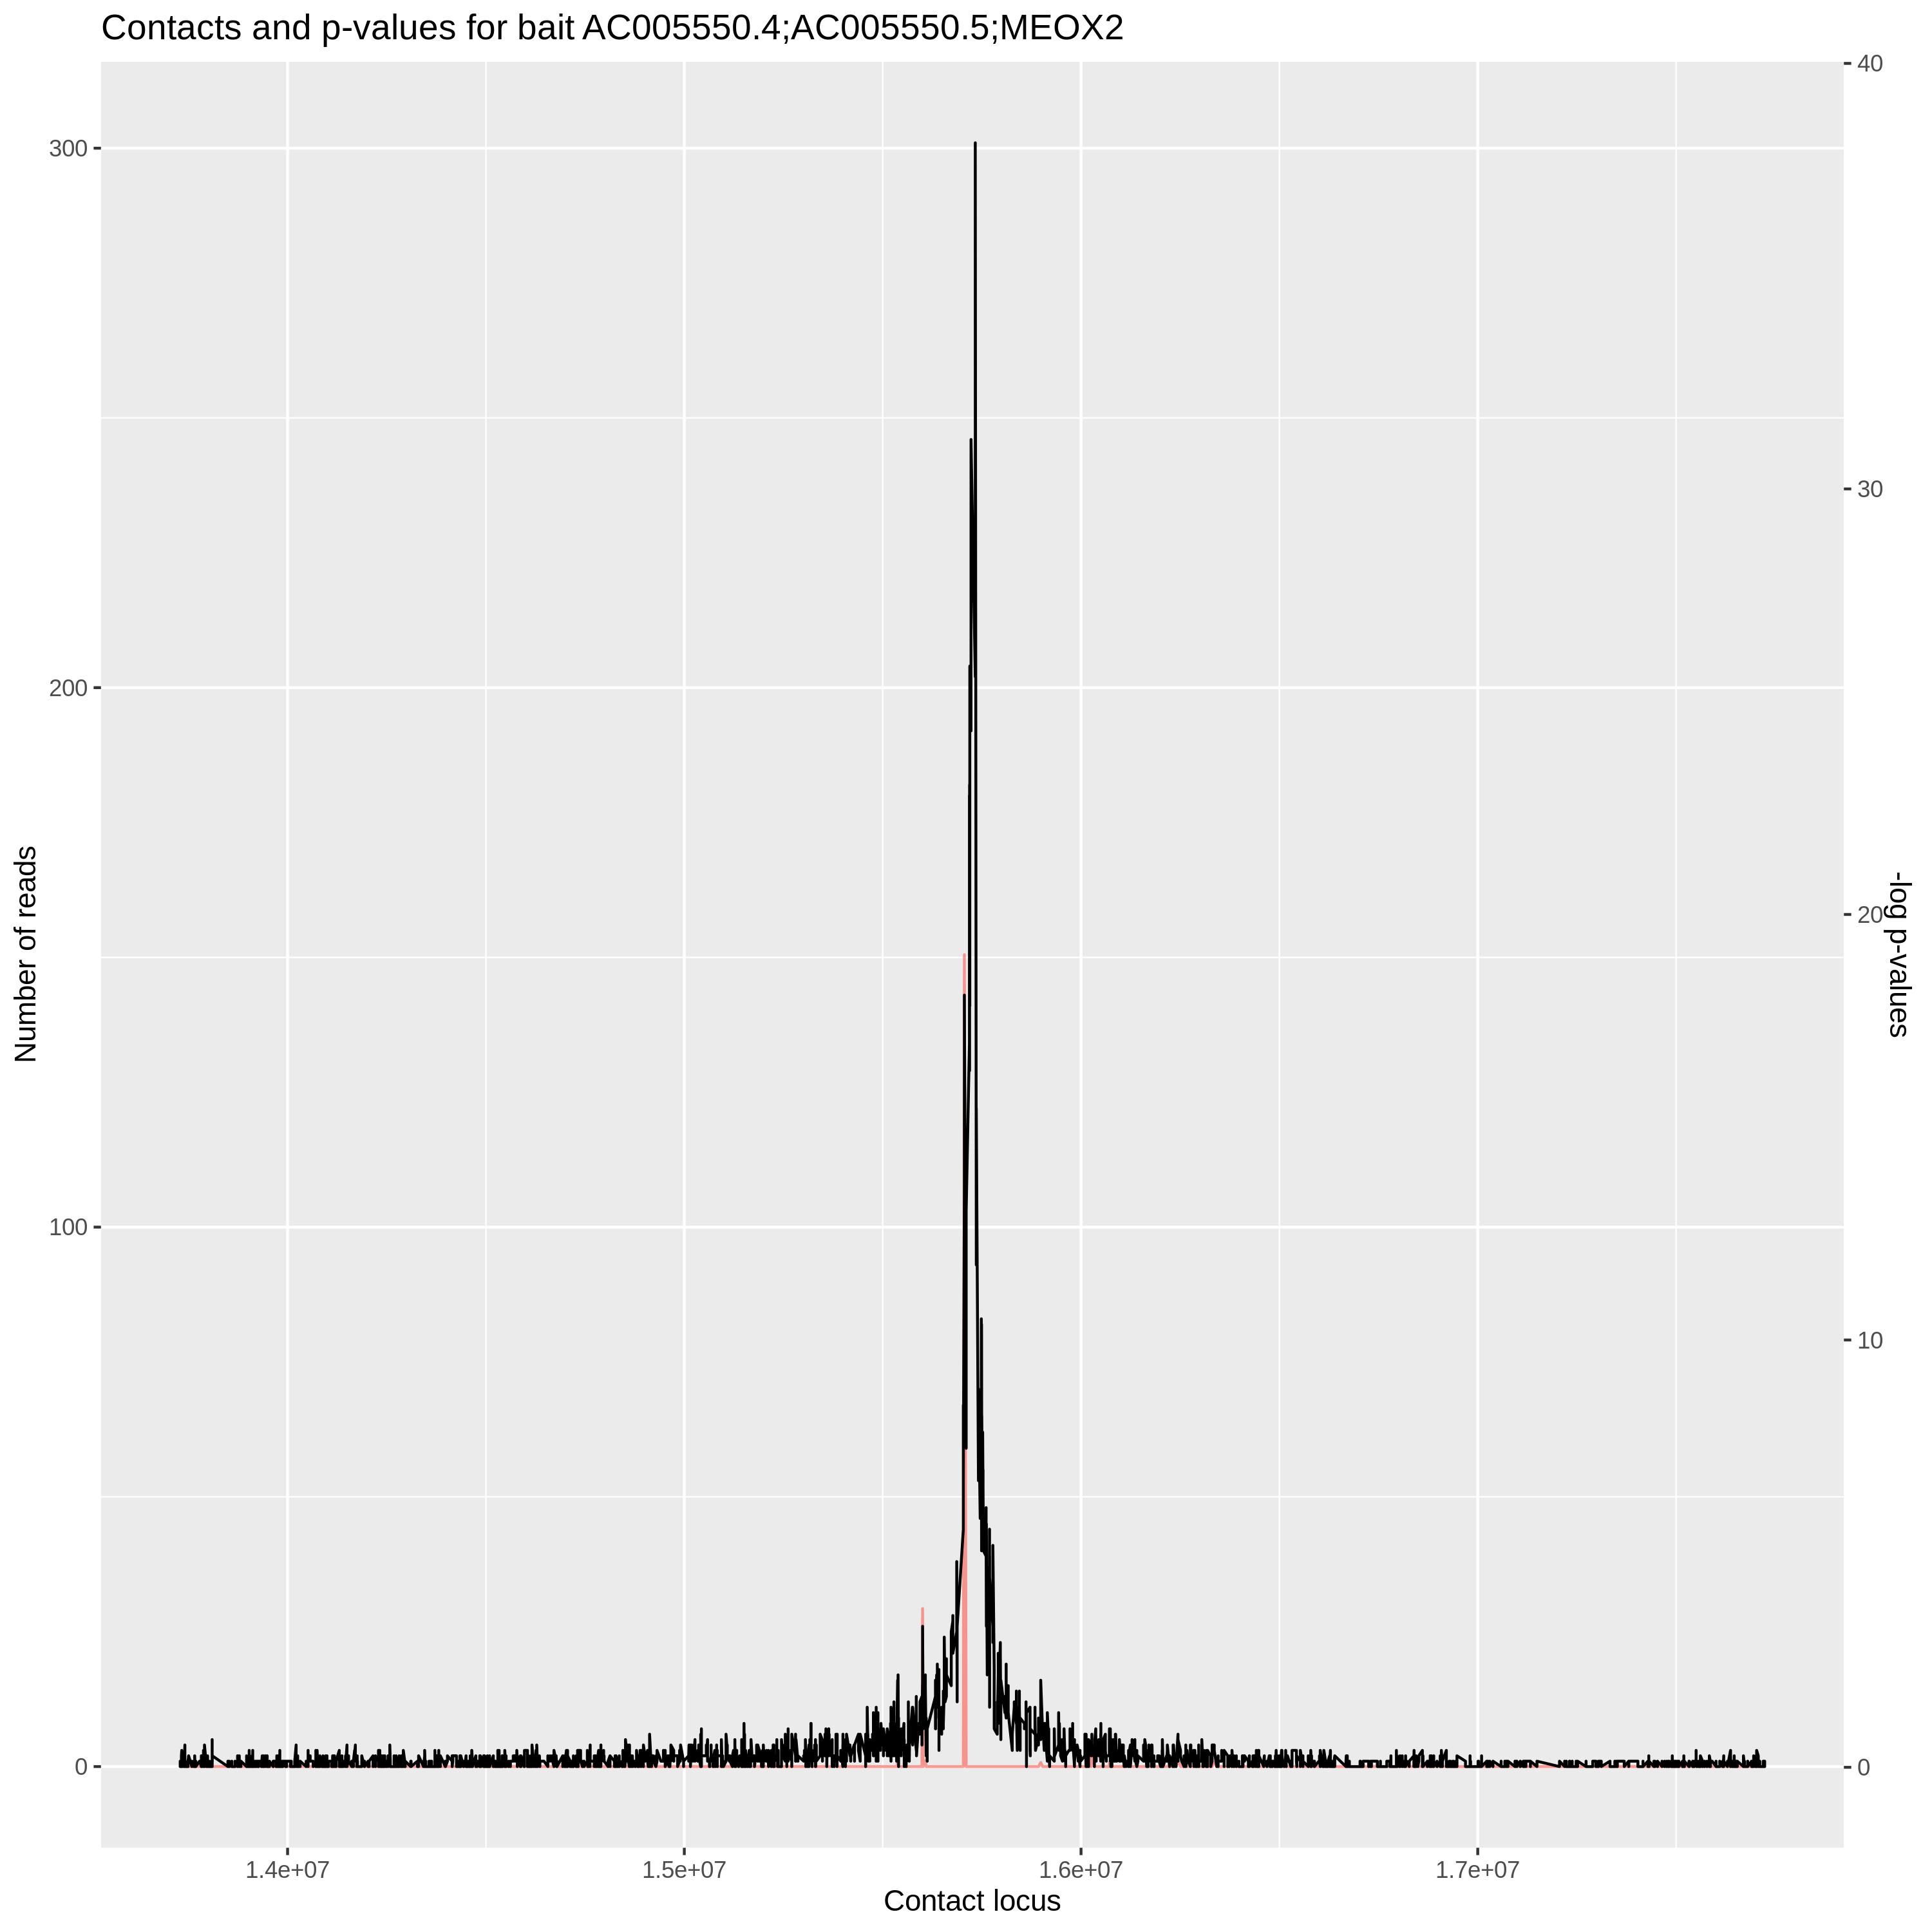 Contacts and p-values for bait AC005550.4;AC005550.5;MEOX2
40
300
30
200
Number of reads
20
-log p-values
100
10
0
0
1.4e+07
1.5e+07
1.6e+07
1.7e+07
Contact locus